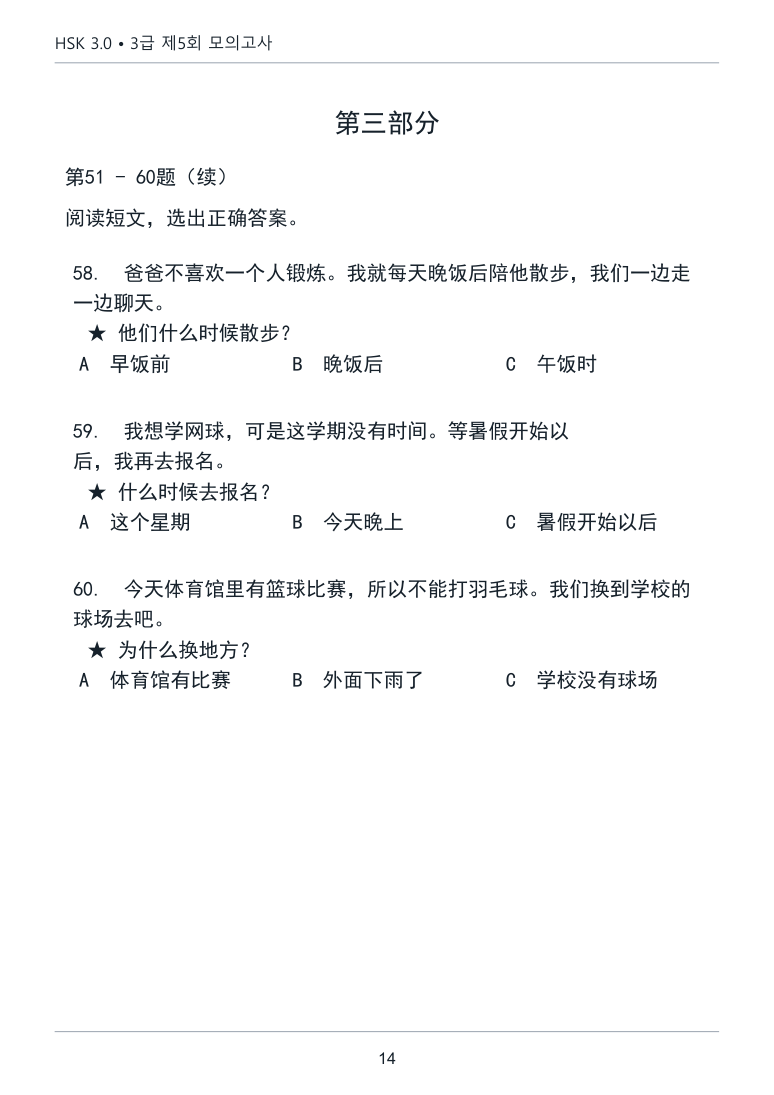 HSK 3.0 • 3급 제5회 모의고사
第三部分
第51 － 60题（续）
阅读短文，选出正确答案。
58.  爸爸不喜欢一个人锻炼。我就每天晚饭后陪他散步，我们一边走
一边聊天。
★ 他们什么时候散步？
A 早饭前 B 晚饭后 C 午饭时
59.  我想学网球，可是这学期没有时间。等暑假开始以
后，我再去报名。
★ 什么时候去报名？
A 这个星期 B 今天晚上 C 暑假开始以后
60.  今天体育馆里有篮球比赛，所以不能打羽毛球。我们换到学校的
球场去吧。
★ 为什么换地方？
A 体育馆有比赛 B 外面下雨了 C 学校没有球场
14